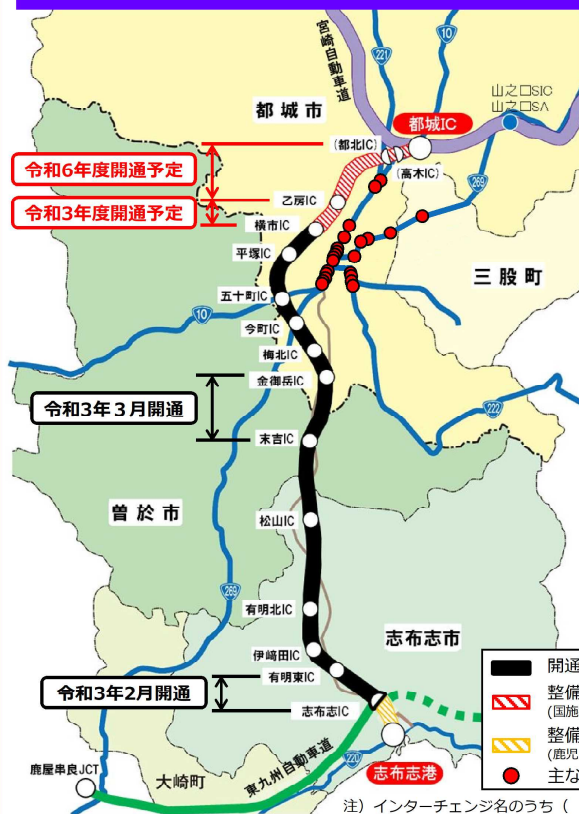 宮崎自動車道
221
10
山之口SIC
山之口SA
都城市
都城IC
(都北IC)
(高木IC)
令和6年度開通予定
269
乙房IC
令和3年度開通予定
横市IC
平塚IC
三股町
五十町IC
10
今町IC
梅北IC
金御岳IC
令和3年3月開通
222
末吉IC
曽於市
松山IC
269
有明北IC
志布志市
伊﨑田IC
開通
有明東IC
令和3年2月開通
整備
(国施
志布志IC
整備
(鹿児
東九州自動車道
220
鹿屋串良JCT
大崎町
志布志港
主な
注）インターチェンジ名のうち（